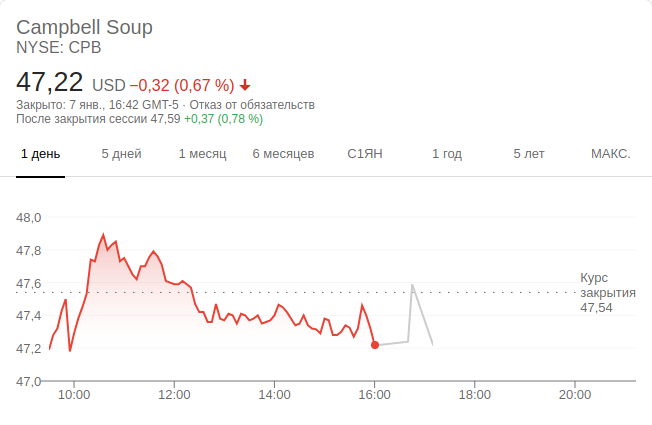 Campbell Soup
NYSE: CPB
47,22 USD −0,32 (0,67 %)
Закрыто: 7 янв., 16:42 GMT-5 · Отказ от обязательств
После закрытия сессии 47,59 +0,37 (0,78 %)
1 день 5 дней 1 месяц 6 месяцев С1ЯН 1 год 5 лет МАКС.
48,0
47,8
47,6
47,4
47,2
47,0
Курс
закрытия
47,54
10:00 12:00 14:00 16:00 18:00 20:00